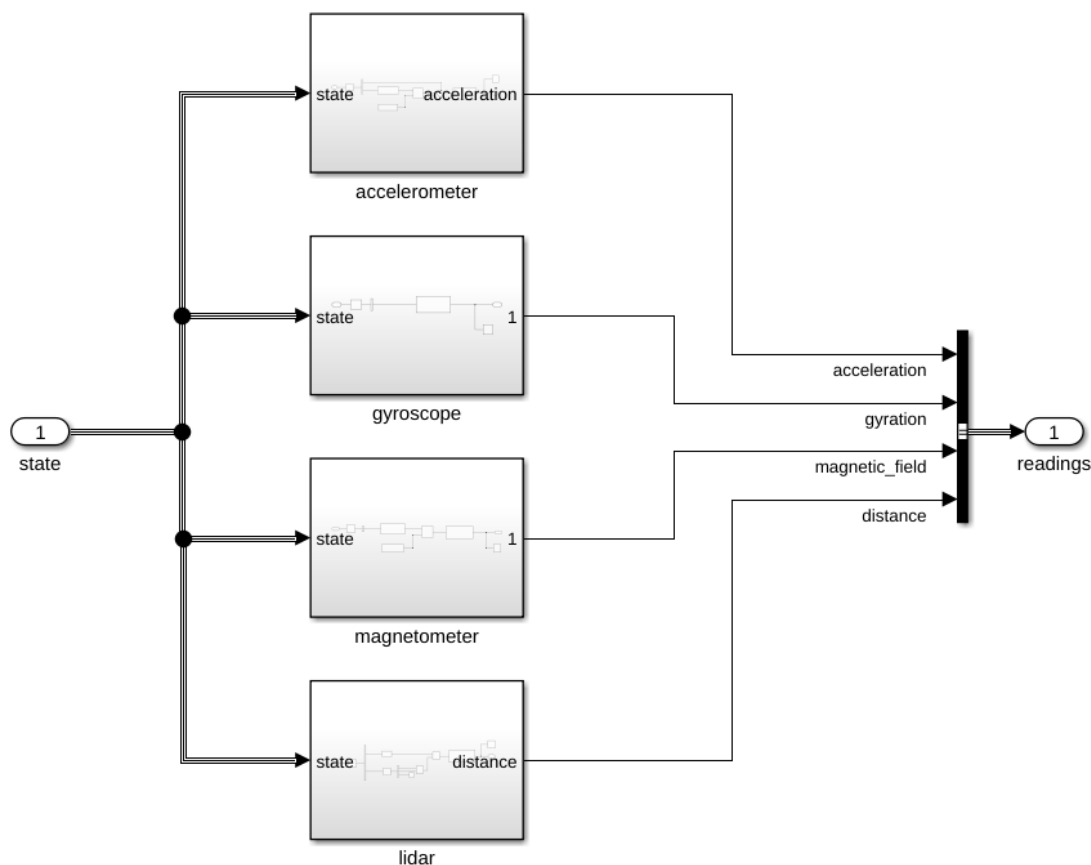 state
acceleration
accelerometer
acceleration
state
1
gyroscope
gyration
1
state
magnetic_field
1
readings
state
1
magnetometer
distance
state
distance
lidar